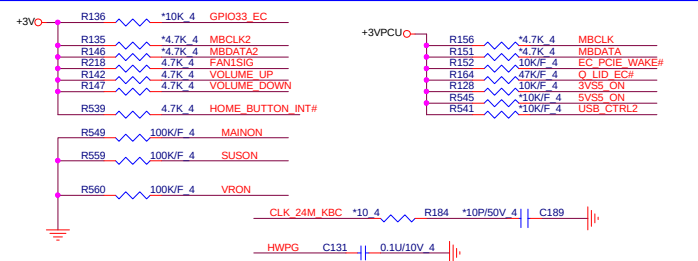 +3V
R136 *10K_4 GPIO33_EC
R135 *4.7K_4 MBCLK2
R146 *4.7K_4 MBDATA2
R218 4.7K_4 FAN1SIG
R142 4.7K_4 VOLUME_UP
R147 4.7K_4 VOLUME_DOWN
R539 4.7K_4 HOME_BUTTON_INT#
R549 100K/F_4 MAINON
R559 100K/F_4 SUSON
R560 100K/F_4 VRON
+3VPCU
R156 *4.7K_4 MBCLK
R151 *4.7K_4 MBDATA
R152 10K/F_4 EC_PCIE_WAKE#
R164 47K/F_4 Q_LID_EC#
R128 10K/F_4 3VS5_ON
R545 *10K/F_4 5VS5_ON
R541 *10K/F_4 USB_CTRL2
CLK_24M_KBC *10_4 R184 *10P/50V_4 C189
HWPG C131 0.1U/10V_4